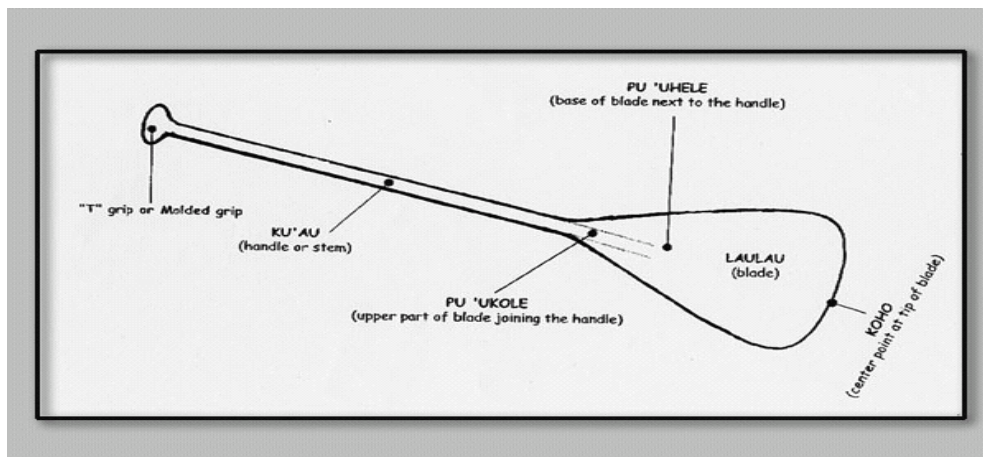 PU 'UHELE
(base of blade next to the handle)
"T" grip or Molded grip
KU'AU
(handle or stem)
LAULAU
(blade)
PU 'UKOLE
(upper part of blade joining the handle)
KOHO
(center point at tip of blade)